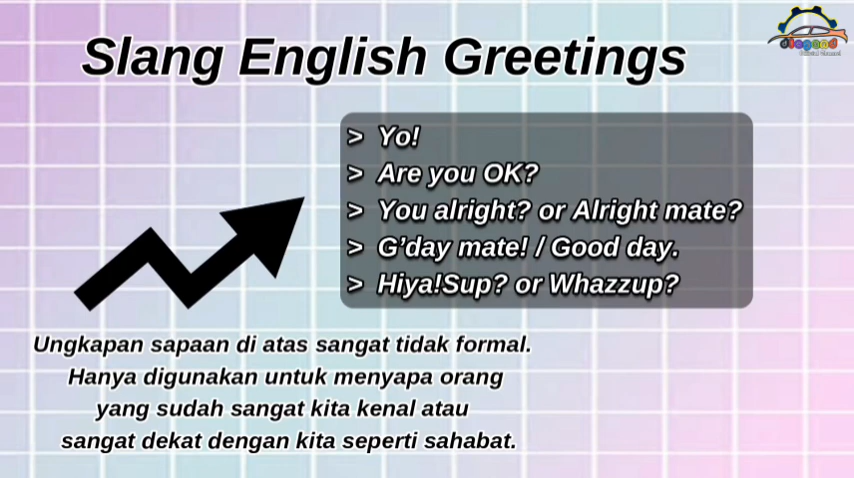 Slang English Greetings
> Yo!
> Are you OK?
> You alright? or Alright mate?
> G’day mate! / Good day.
> Hiya!Sup? or Whazzup?
Ungkapan sapaan di atas sangat tidak formal.
Hanya digunakan untuk menyapa orang
yang sudah sangat kita kenal atau
sangat dekat dengan kita seperti sahabat.